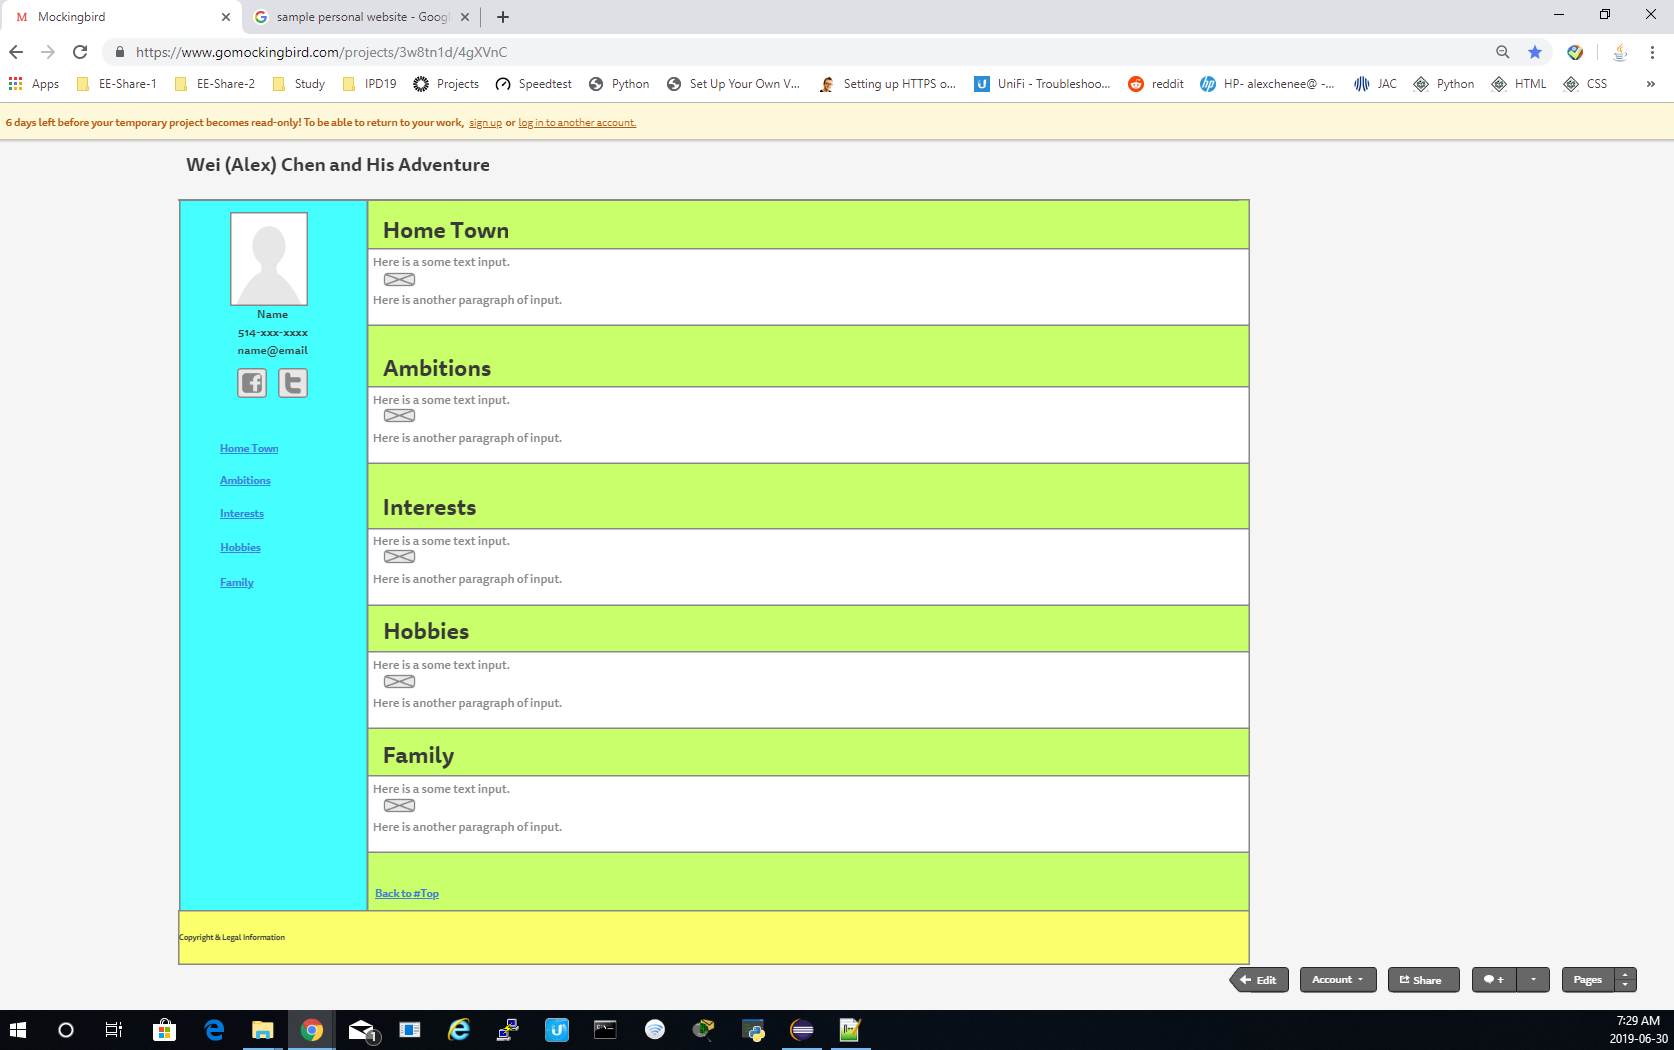 Mockingbird
sample personal website - Googl
https://www.gomockingbird.com/projects/3w8tn1d/4gXVnC
Apps EE-Share-1 EE-Share-2 Study IPD19 Projects Speedtest Python Set Up Your Own V... Setting up HTTPS o... UniFi - Troubleshoo... reddit HP- alexchenee@ -... JAC Python HTML CSS »
6 days left before your temporary project becomes read-only! To be able to return to your work, sign up or log in to another account.
Wei (Alex) Chen and His Adventure
Name
514-xxx-xxxx
name@email
Home Town
Ambitions
Interests
Hobbies
Family
Home Town
Here is a some text input.
Here is another paragraph of input.
Ambitions
Here is a some text input.
Here is another paragraph of input.
Interests
Here is a some text input.
Here is another paragraph of input.
Hobbies
Here is a some text input.
Here is another paragraph of input.
Family
Here is a some text input.
Here is another paragraph of input.
Back to #Top
Copyright & Legal Information
Edit Account Share + Pages
7:29 AM
2019-06-30